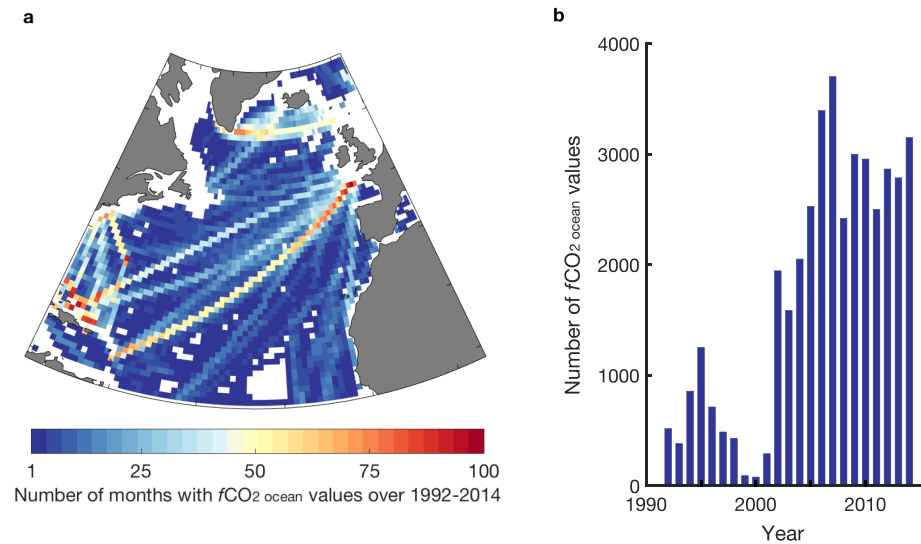 a
1 25 50 75 100
Number of months with fCO2 ocean values over 1992-2014
b
4000
3000
2000
1000
0
Number of fCO2 ocean values
1990 2000 2010
Year